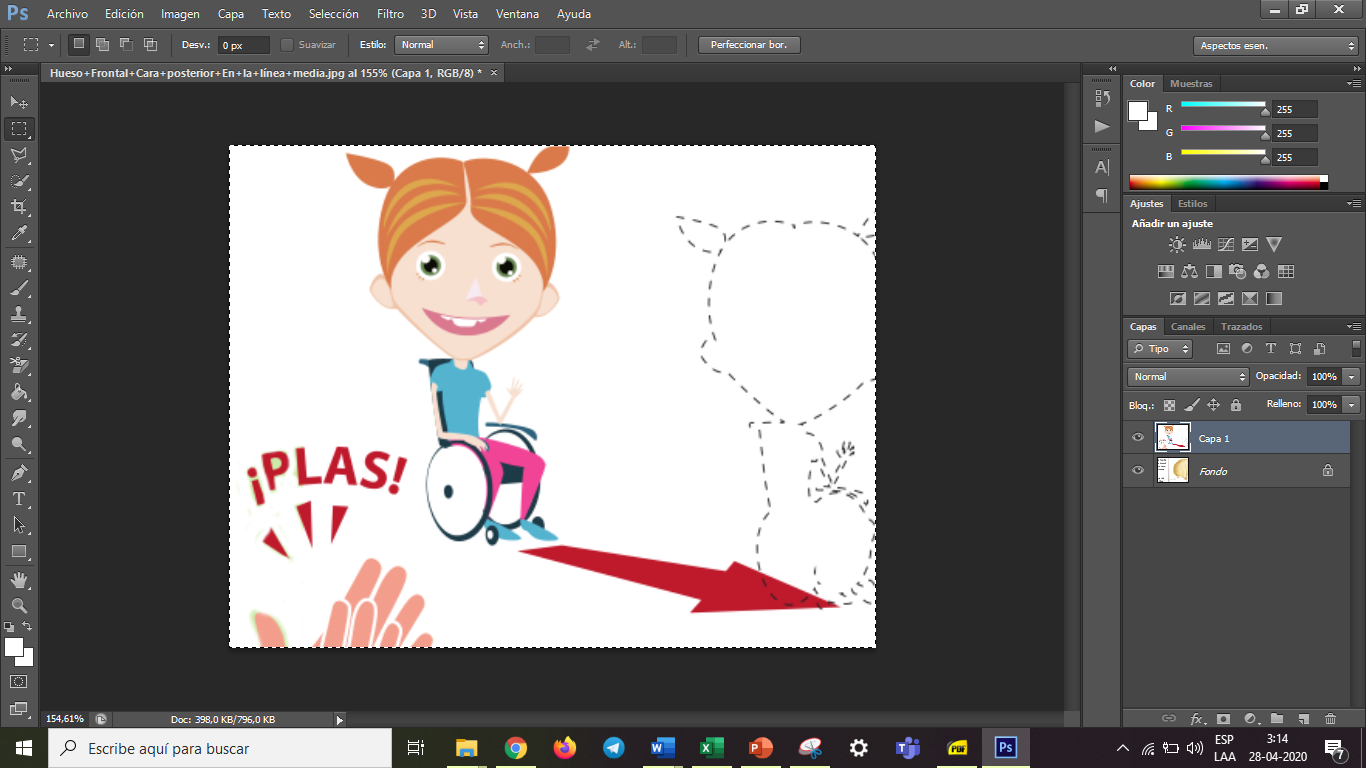 Ps Archivo Edición Imagen Capa Texto Selección Filtro 3D Vista Ventana Ayuda
Desv.: 0 px Suavizar Estilo: Normal Anch.: Alt.: Perfeccionar bor. Aspectos esen.
Hueso+Frontal+Cara+posterior+En+la+línea+media.jpg al 155% (Capa 1, RGB/8) * ×
Color Muestras
R 255
G 255
B 255
Ajustes Estilos
Añadir un ajuste
Capas Canales Trazados
Tipo
Normal Opacidad: 100%
Bloq.: Relleno: 100%
Capa 1
Fondo
¡PLAS!
154,61% Doc: 398,0 KB/796,0 KB
Escribe aquí para buscar
PDF
Ps
ESP
LAA
3:14
28-04-2020
7